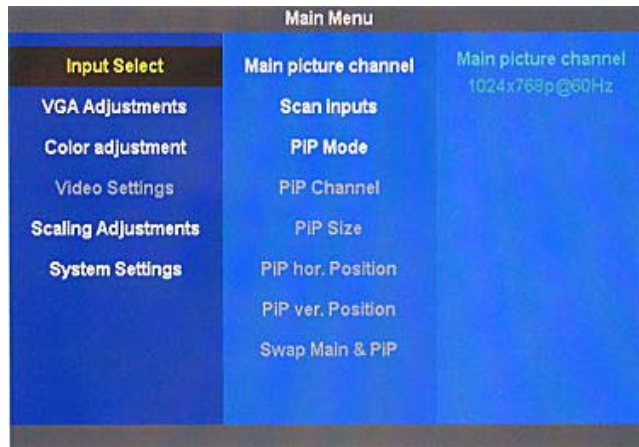 Main Menu
Input Select
VGA Adjustments
Color adjustment
Video Settings
Scaling Adjustments
System Settings
Main picture channel
Scan inputs
PiP Mode
PiP Channel
PiP Size
PiP hor. Position
PiP ver. Position
Swap Main & PiP
Main picture channel
1024x768p@60Hz